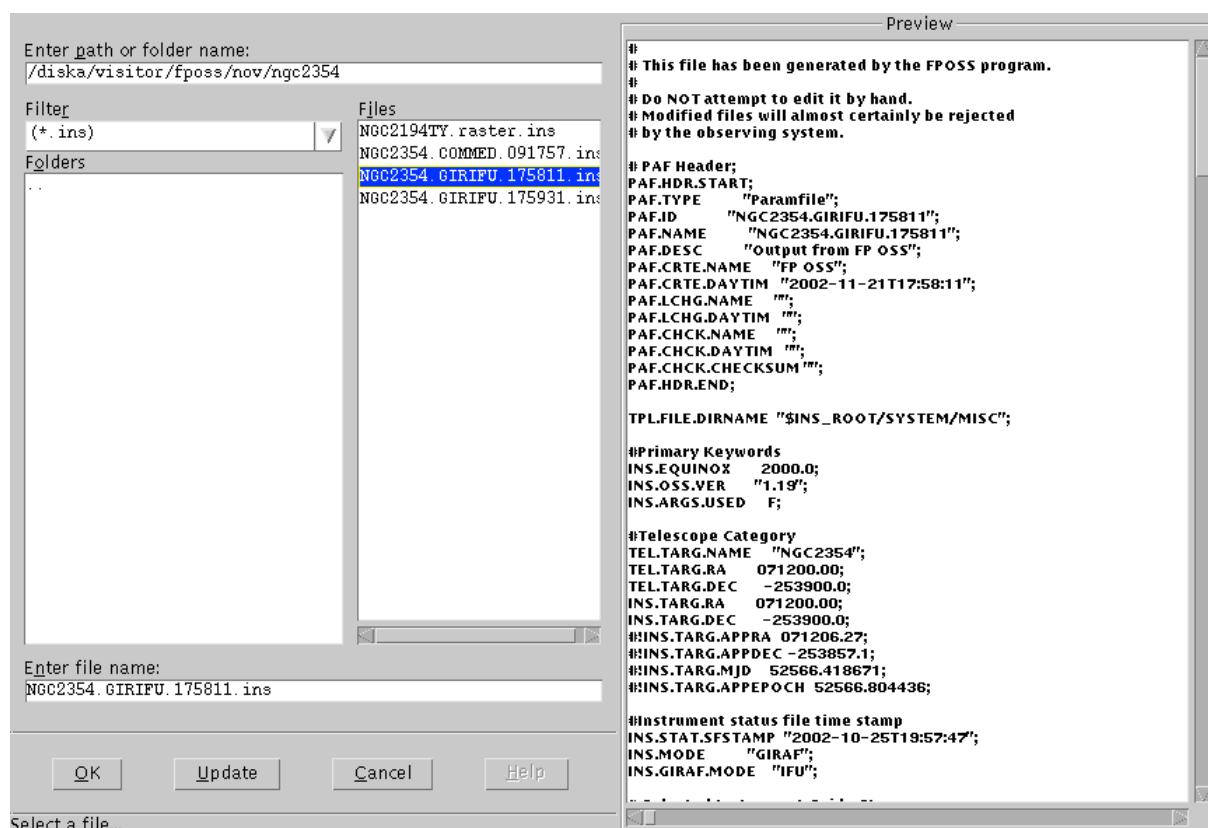 Enter path or folder name:
/diska/visitor/fposs/nov/ngc2354
Filter
(*.ins)
Folders
..
Files
NGC2194TY.raster.ins
NGC2354.COMMED.091757.ins
NGC2354.GIRIFU.175811.ins
NGC2354.GIRIFU.175931.ins
Enter file name:
NGC2354.GIRIFU.175811.ins
OK
Update
Cancel
Help
Select a file...
Preview
#
# This file has been generated by the FPOSS program.
#
# Do NOT attempt to edit it by hand.
# Modified files will almost certainly be rejected
# by the observing system.
# PAF Header;
PAF.HDR.START;
PAF.TYPE "Paramfile";
PAF.ID "NGC2354.GIRIFU.175811";
PAF.NAME "NGC2354.GIRIFU.175811";
PAF.DESC "Output from FP OSS";
PAF.CRTE.NAME "FP OSS";
PAF.CRTE.DAYTIM "2002-11-21T17:58:11";
PAF.LCHG.NAME "";
PAF.LCHG.DAYTIM "";
PAF.CHCK.NAME "";
PAF.CHCK.DAYTIM "";
PAF.CHCK.CHECKSUM "";
PAF.HDR.END;
TPL.FILE.DIRNAME "$INS_ROOT/SYSTEM/MISC";
#Primary Keywords
INS.EQUINOX 2000.0;
INS.OSS.VER "1.19";
INS.ARGS.USED F;
#Telescope Category
TEL.TARG.NAME "NGC2354";
TEL.TARG.RA 071200.00;
TEL.TARG.DEC -253900.0;
INS.TARG.RA 071200.00;
INS.TARG.DEC -253900.0;
#!INS.TARG.APPRA 071206.27;
#!INS.TARG.APPDEC -253857.1;
#!INS.TARG.MJD 52566.418671;
#!INS.TARG.APPEPOCH 52566.804436;
#Instrument status file time stamp
INS.STAT.SFSTAMP "2002-10-25T19:57:47";
INS.MODE "GIRAF";
INS.GIRAF.MODE "IFU";